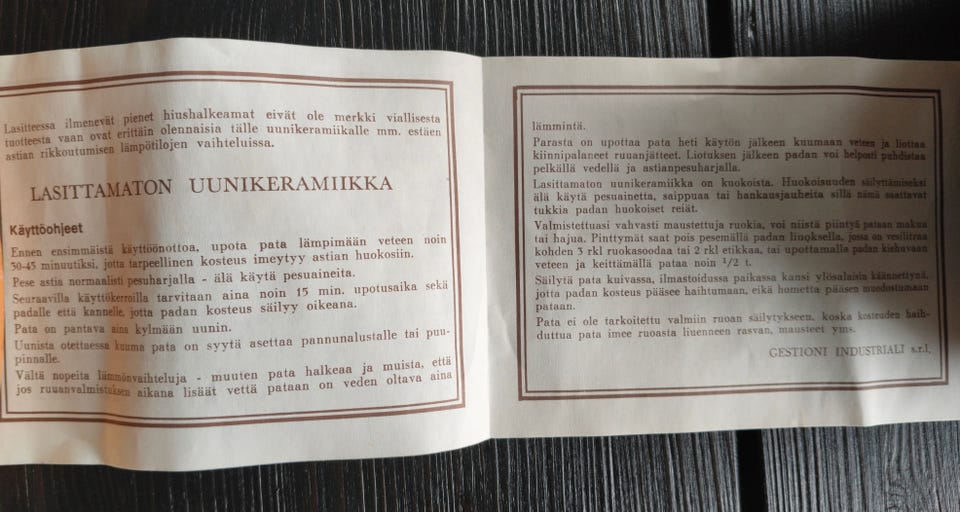 Lasitteessa ilmenevät pienet hiushalkeamat eivät ole merkki viallisesta
tuotteesta vaan ovat erittäin olennaisia tälle uunikeramiikalle mm. estäen
astian rikkoutumisen lämpötilojen vaihteluissa.
LASITTAMATON UUNIKERAMIIKKA
Käyttöohjeet
Ennen ensimmäistä käyttöönottoa, upota pata lämpimään veteen noin
30-45 minuutiksi, jotta tarpeellinen kosteus imeytyy astian huokosiin.
Pese astia normaalisti pesuharjalla - älä käytä pesuaineita.
Seuraavilla käyttökerroilla tarvitaan aina noin 15 min. upotusaika sekä
padalle että kannelle, jotta padan kosteus säilyy oikeana.
Pata on pantava aina kylmään uunin.
Uunista otettuessa kuuma pata on syytä asettaa pannunalustalle tai puu-
pinnalle.
Vältä nopeita lämmönvaihteluja - muuten pata halkeaa ja muista, että
jos ruuanvalmistuksen aikana lisäät vettä pataan on veden oltava aina
lämmintä.
Parasta on upottaa pata heti käytön jälkeen kuumaan veteen ja liottaa
kiinnipalaneet ruuanjätteet. Liotuksen jälkeen padan voi helposti puhdistaa
pelkällä vedellä ja astianpesuharjalla.
Lasittamaton uunikeramiikka on kuokoista. Huokoisuuden säilyttämiseksi
älä käytä pesuainetta, saippuaa tai hankausjauheita sillä nämä saattavat
tukkia padan huokoiset reiät.
Valmistettuasi vahvasti maustettuja ruokia, voi niistä piintyä pataan makua
tai hajua. Pinttymät saat pois pesemällä padan liuoksella, jossa on vesilitraa
kohden 3 rkl ruokasoodaa tai 2 rkl etikkaa, tai upottamalla padan kiehuvaan
veteen ja keittämällä pataa noin 1/2 t.
Säilytä pata kuivassa, ilmastoidussa paikassa kansi ylösalaisin käännettynä,
jotta padan kosteus pääsee haihtumaan, eikä hometta pääsen muodostumaan
pataan.
Pata ei ole tarkoitettu valmiin ruoan säilytykseen, koska kosteuden haih-
duttua pata imee ruoasta liuenneen rasvan, mausteet yms.
GESTIONI INDUSTRIALI s.r.l.